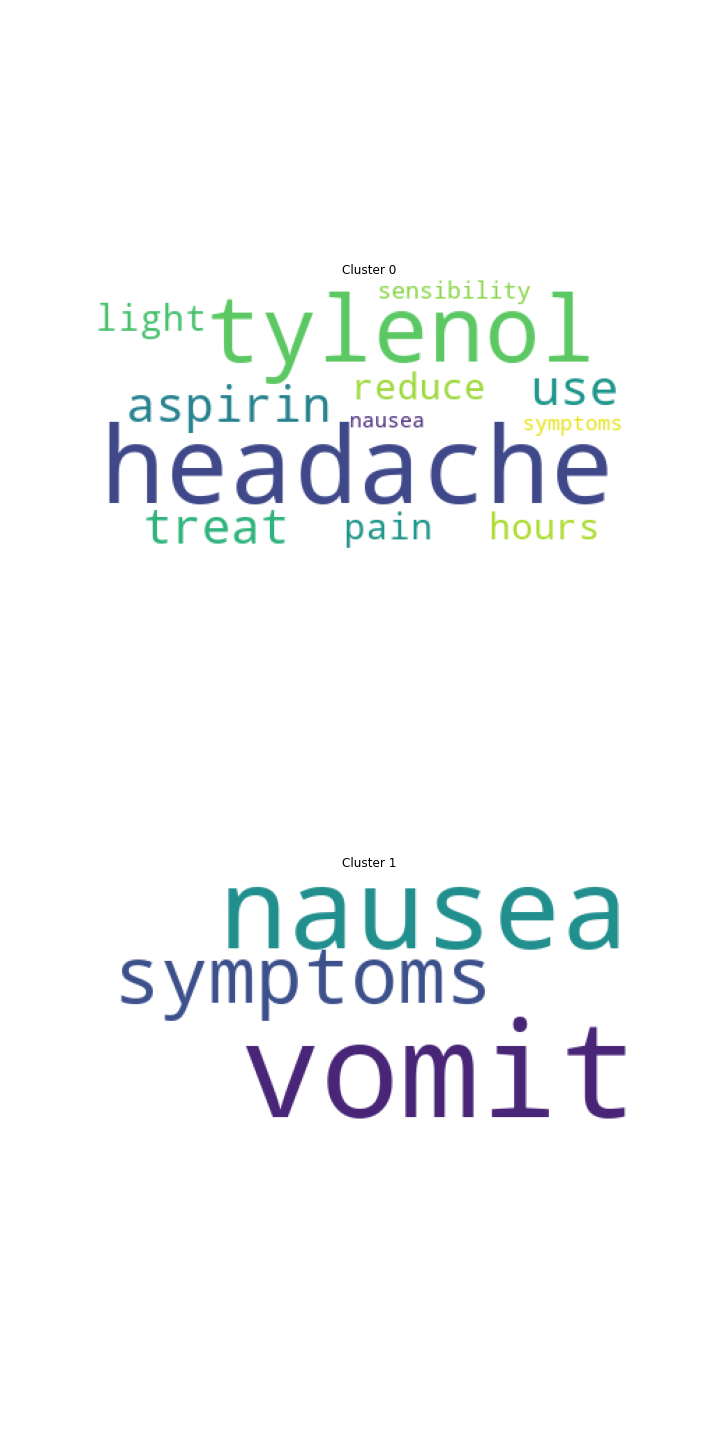 Cluster 0
sensibility
light tylenol
reduce use
aspirin nausea symptoms
headache
treat pain hours
Cluster 1
nausea
symptoms
vomit